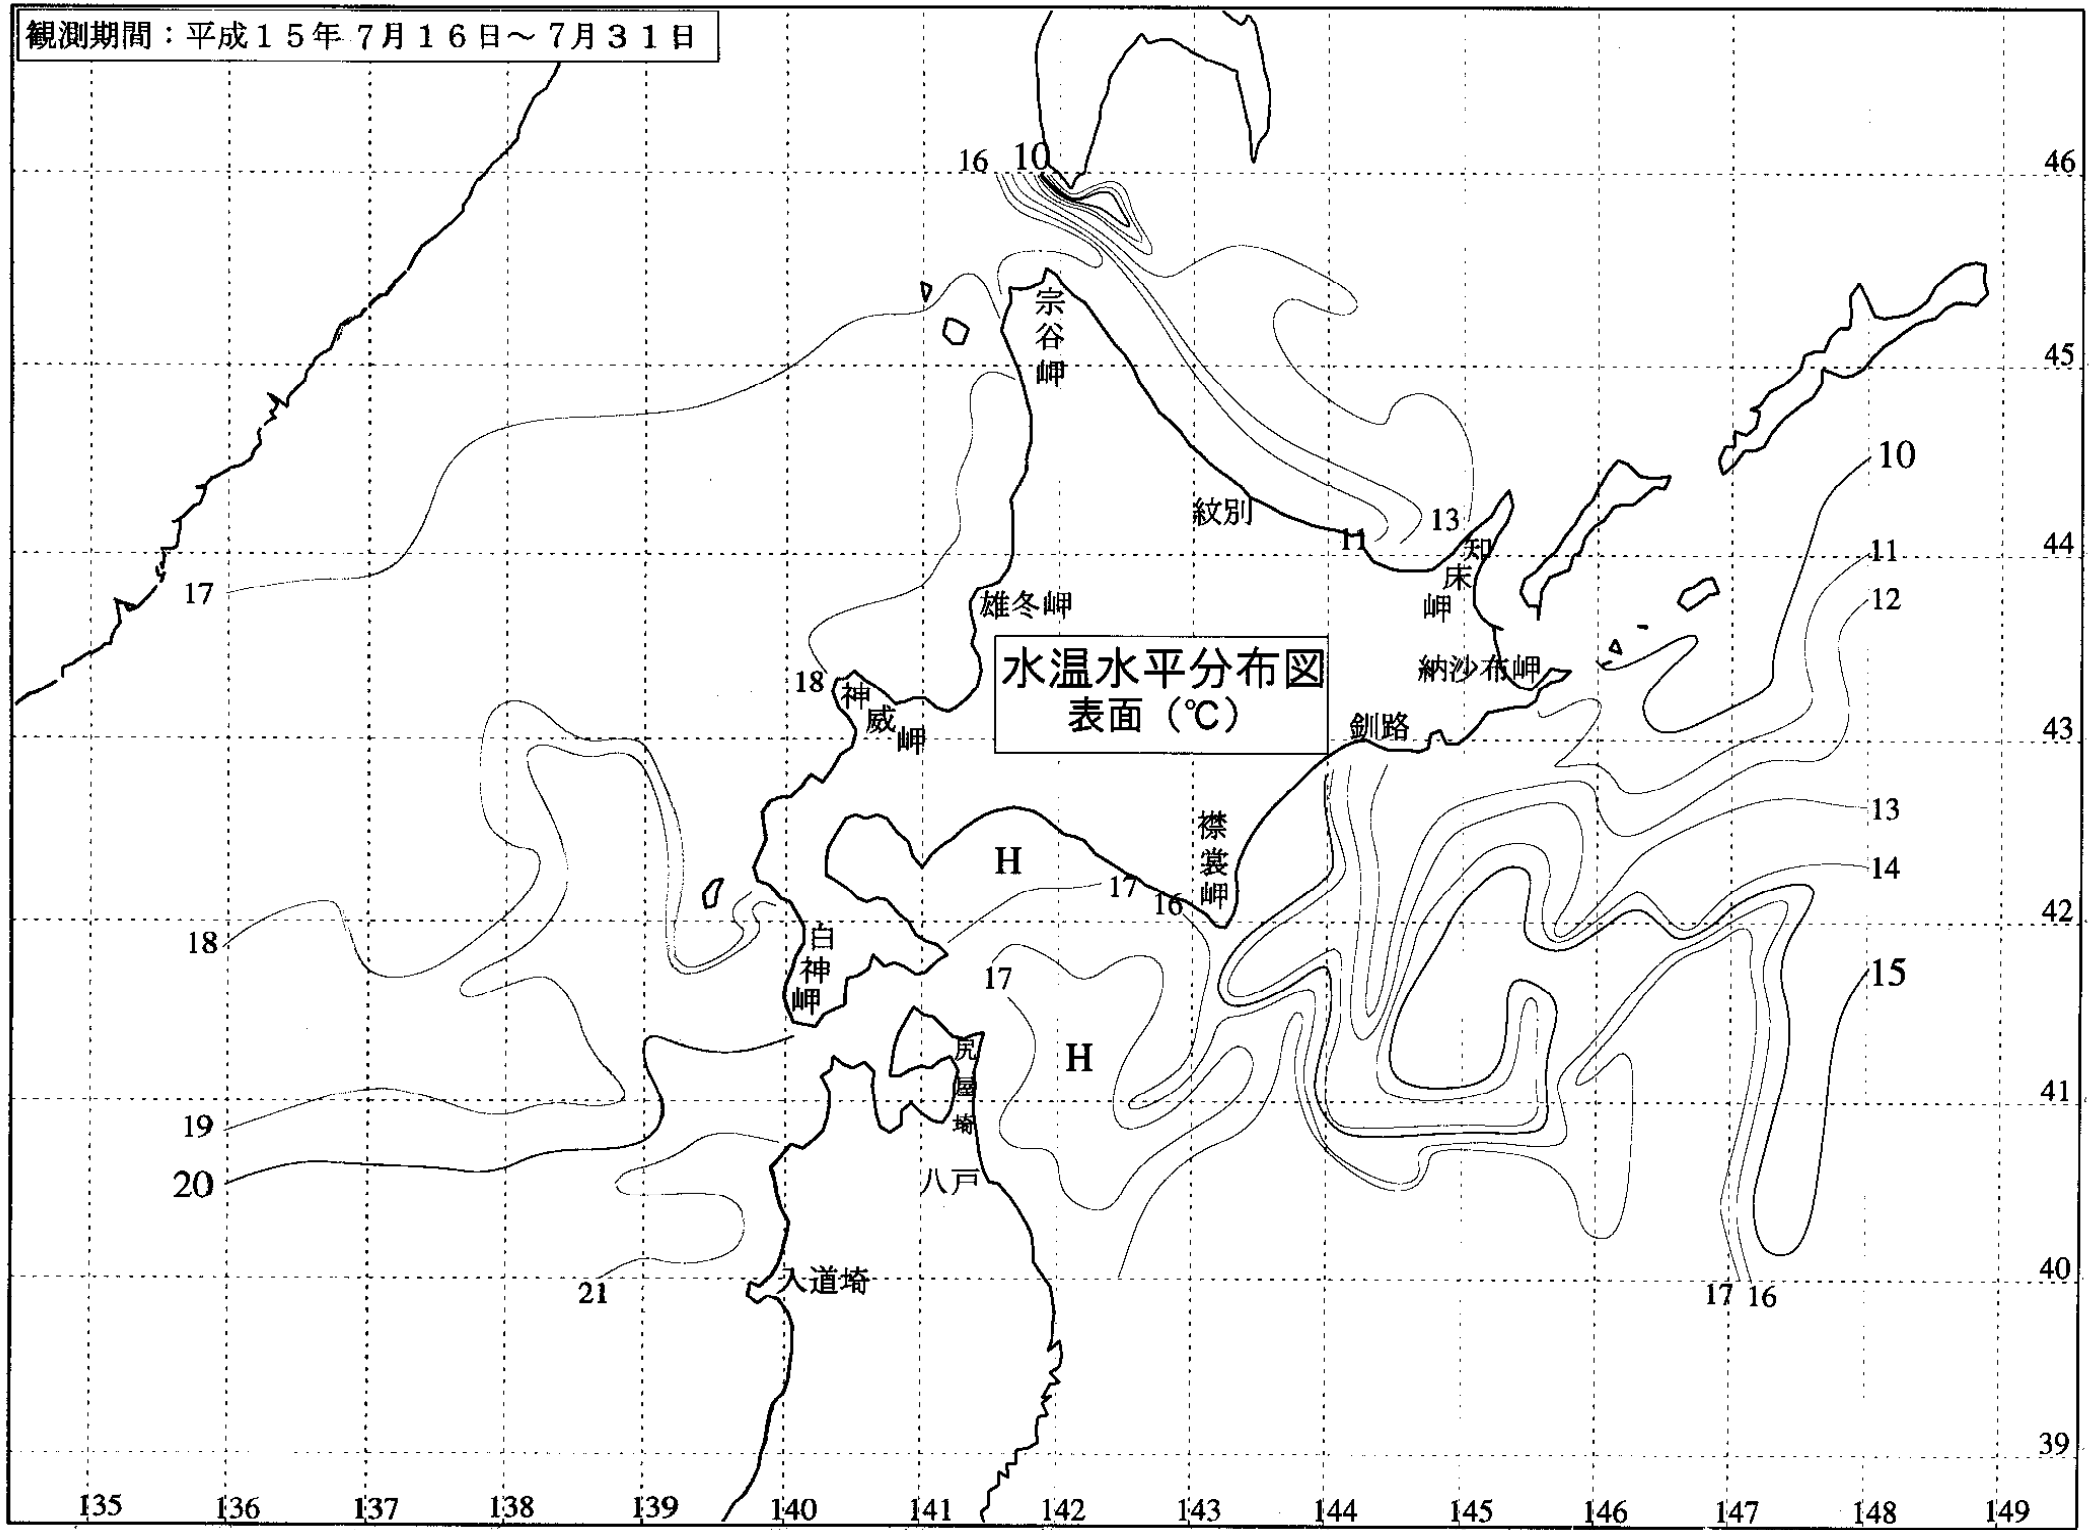 観測期間：平成１５年 7月１６日～ 7月３１日
16 10
46
宗谷岬
45
10
紋別
13
H
44
11
知床岬
17
12
雄冬岬
水温水平分布図
表面（℃）
納沙布岬
18
神威岬
釧路
43
13
襟裳岬
H
14
17
16
42
18
白神岬
17
15
尻屋埼
H
41
19
20
八戸
入道埼
40
21
17 16
39
135 136 137 138 139 140 141 142 143 144 145 146 147 148 149